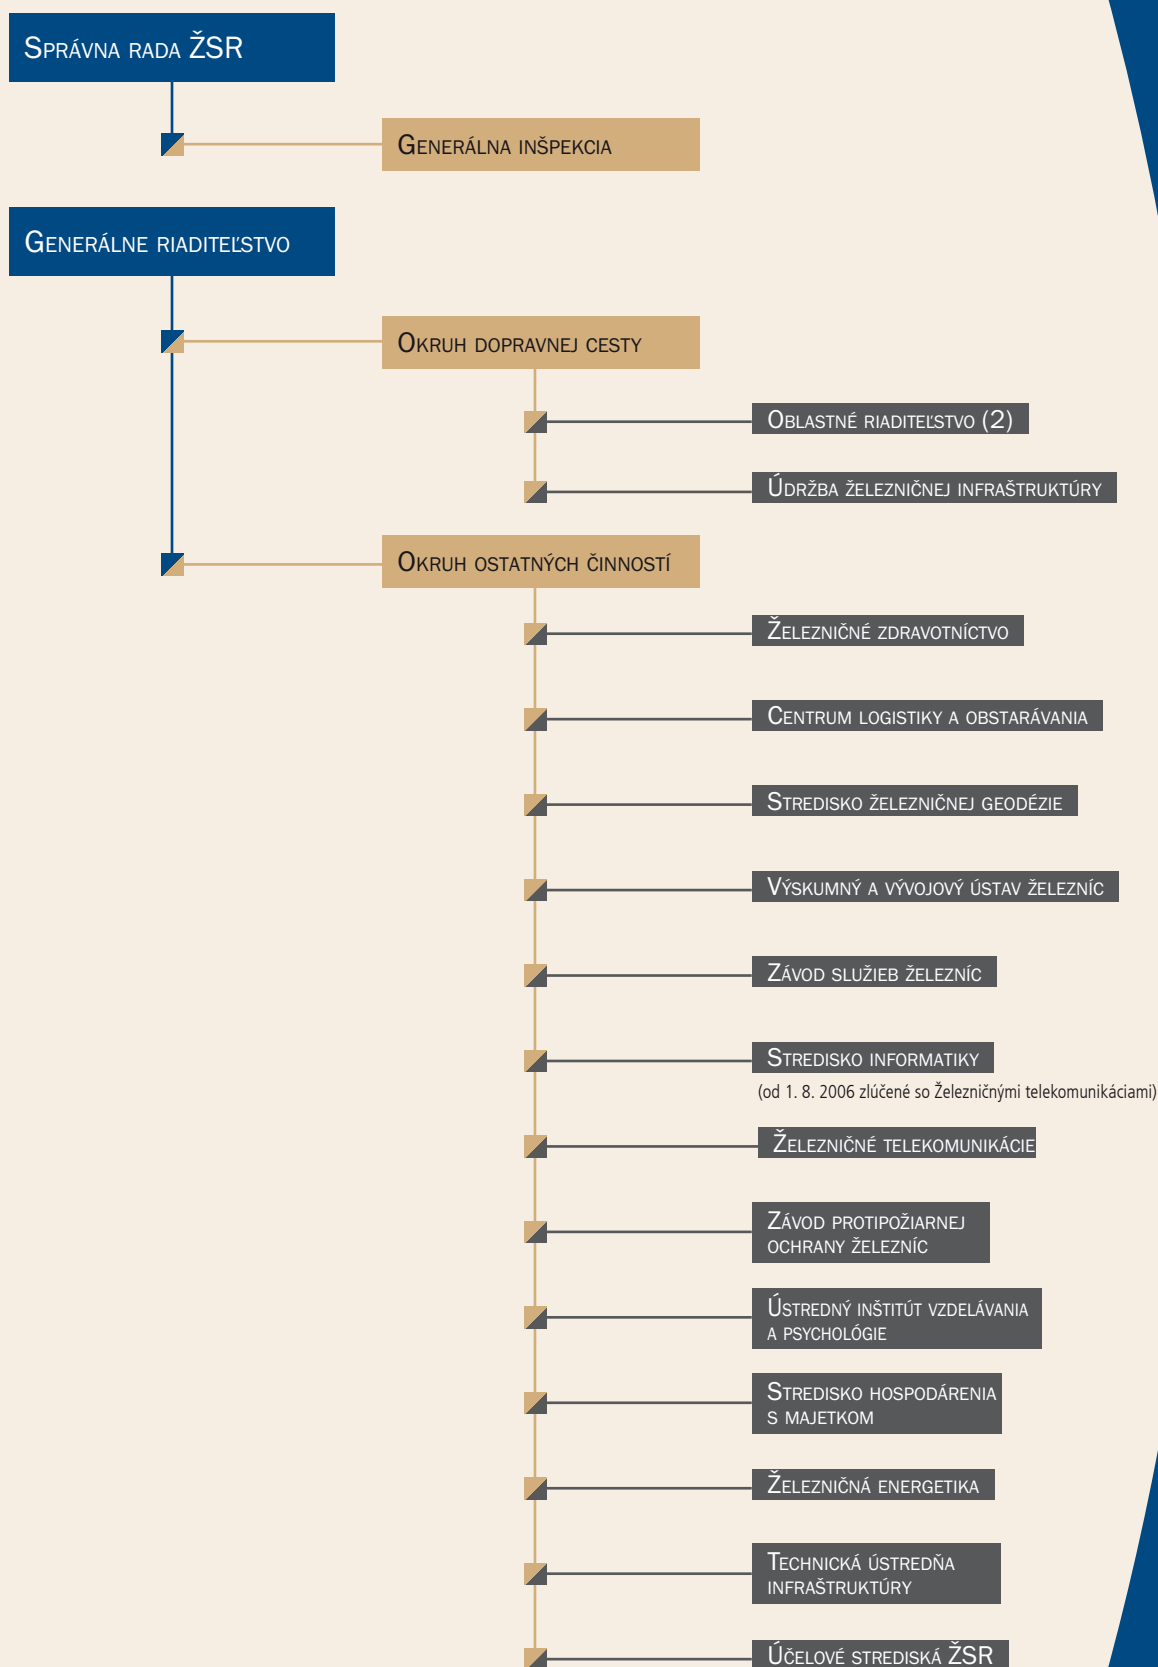 Správna rada ŽSR
Generálna inšpekcia
Generálne riaditeľstvo
Okruh dopravnej cesty
Oblastné riaditeľstvo (2)
Údržba železničnej infraštruktúry
Okruh ostatných činností
Železničné zdravotníctvo
Centrum logistiky a obstarávania
Stredisko železničnej geodézie
Výskumný a vývojový ústav železníc
Závod služieb železníc
Stredisko informatiky
(od 1. 8. 2006 zlúčené so Železničnými telekomunikáciami)
Železničné telekomunikácie
Závod protipožiarnej
ochrany železníc
Ústredný inštitút vzdelávania
a psychológie
Stredisko hospodárenia
s majetkom
Železničná energetika
Technická ústredňa
infraštruktúry
Účelové strediská ŽSR